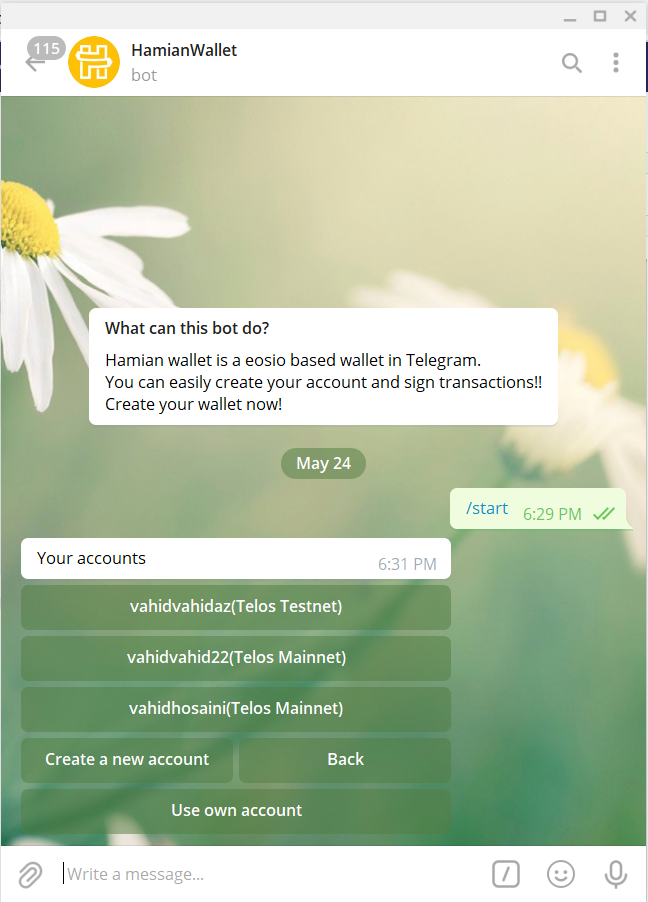 115
HamianWallet
bot
What can this bot do?
Hamian wallet is a eosio based wallet in Telegram.
You can easily create your account and sign transactions!!
Create your wallet now!
May 24
/start 6:29 PM
Your accounts 6:31 PM
vahidvahidaz(Telos Testnet)
vahidvahid22(Telos Mainnet)
vahidhosaini(Telos Mainnet)
Create a new account Back
Use own account
Write a message...